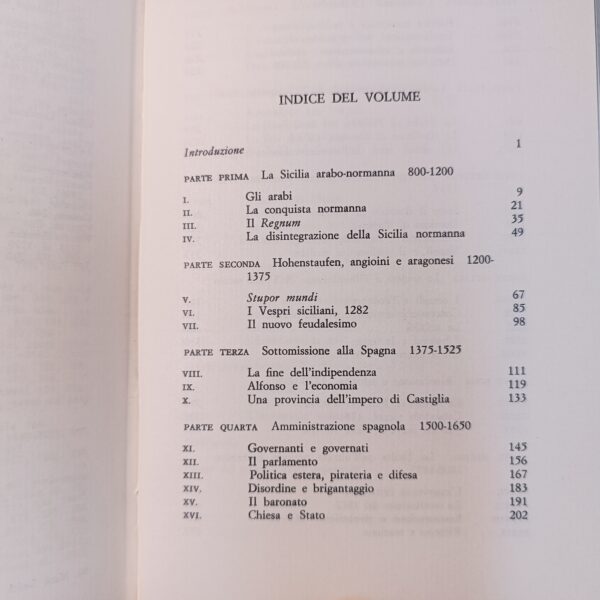 INDICE DEL VOLUME
Introduzione 1
PARTE PRIMA La Sicilia arabo-normanna 800-1200
I. Gli arabi 9
II. La conquista normanna 21
III. Il Regnum 35
IV. La disintegrazione della Sicilia normanna 49
PARTE SECONDA Hohenstaufen, angioini e aragonesi 1200-
1375
V. Stupor mundi 67
VI. I Vespri siciliani, 1282 85
VII. Il nuovo feudalesimo 98
PARTE TERZA Sottomissione alla Spagna 1375-1525
VIII. La fine dell'indipendenza 111
IX. Alfonso e l'economia 119
X. Una provincia dell'impero di Castiglia 133
PARTE QUARTA Amministrazione spagnola 1500-1650
XI. Governanti e governati 145
XII. Il parlamento 156
XIII. Politica estera, pirateria e difesa 167
XIV. Disordine e brigantaggio 183
XV. Il baronato 191
XVI. Chiesa e Stato 202